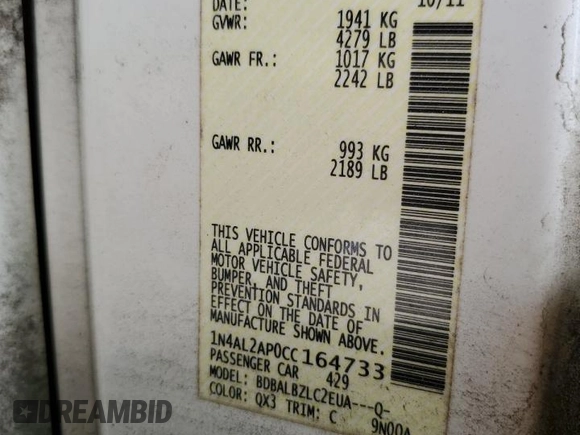 DATE: 10/11
GVWR: 1941 KG
4279 LB
GAWR FR.: 1017 KG
2242 LB
GAWR RR.: 993 KG
2189 LB
THIS VEHICLE CONFORMS TO
ALL APPLICABLE FEDERAL
MOTOR VEHICLE SAFETY,
BUMPER, AND THEFT
PREVENTION STANDARDS IN
EFFECT ON THE DATE OF
MANUFACTURE SHOWN ABOVE.
1N4AL2AP0CC164733
PASSENGER CAR 429
MODEL: BDBALBZLC2EUA---Q-
COLOR: QX3 TRIM: C 9N00A
DREAMBID